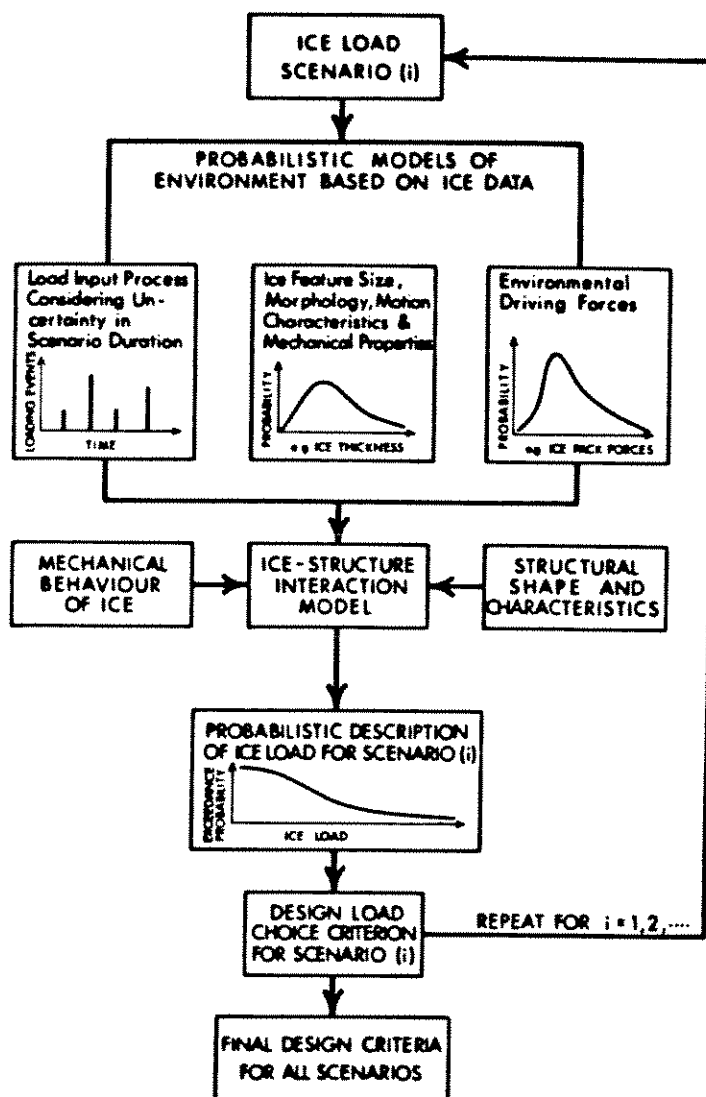 ICE LOAD
SCENARIO (i)
PROBABILISTIC MODELS OF
ENVIRONMENT BASED ON ICE DATA
Load Input Process
Considering Un-
certainty in
Scenario Duration
LOADING EVENTS
TIME
Ice Feature Size,
Morphology, Motion
Characteristics &
Mechanical Properties
PROBABILITY
e.g. ICE THICKNESS
Environmental
Driving Forces
PROBABILITY
eg. ICE PACK FORCES
MECHANICAL
BEHAVIOUR
OF ICE
ICE-STRUCTURE
INTERACTION
MODEL
STRUCTURAL
SHAPE AND
CHARACTERISTICS
PROBABILISTIC DESCRIPTION
OF ICE LOAD FOR SCENARIO (i)
EXCEEDANCE
PROBABILITY
ICE LOAD
DESIGN LOAD
CHOICE CRITERION
FOR SCENARIO (i)
REPEAT FOR i = 1,2,····
FINAL DESIGN CRITERIA
FOR ALL SCENARIOS